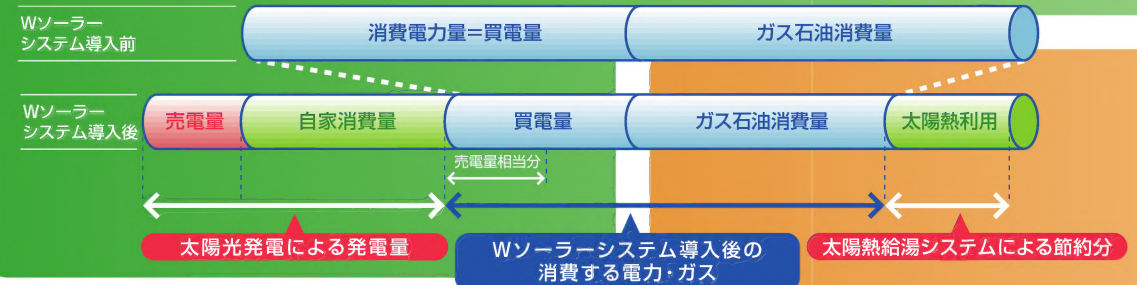 Wソーラー
システム導入前
消費電力量=買電量
ガス石油消費量
Wソーラー
システム導入後
売電量
自家消費量
買電量
ガス石油消費量
太陽熱利用
売電量相当分
太陽光発電による発電量
Wソーラーシステム導入後の
消費する電力・ガス
太陽熱給湯システムによる節約分